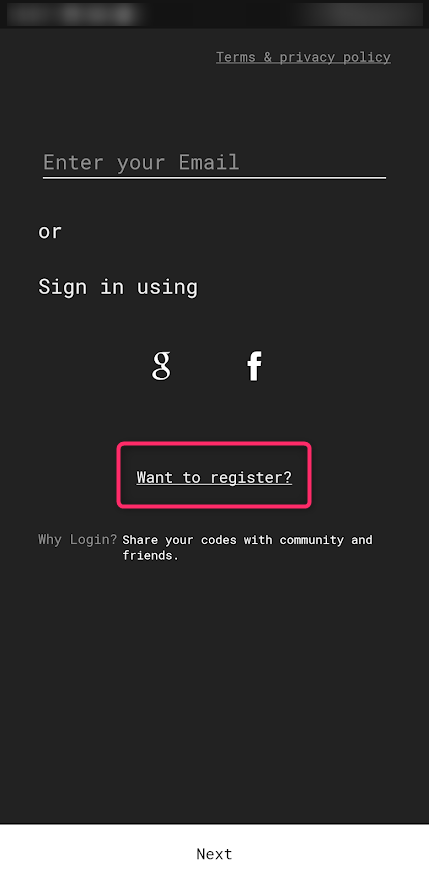 Terms & privacy policy
Enter your Email
or
Sign in using
g f
Want to register?
Why Login? Share your codes with community and
friends.
Next